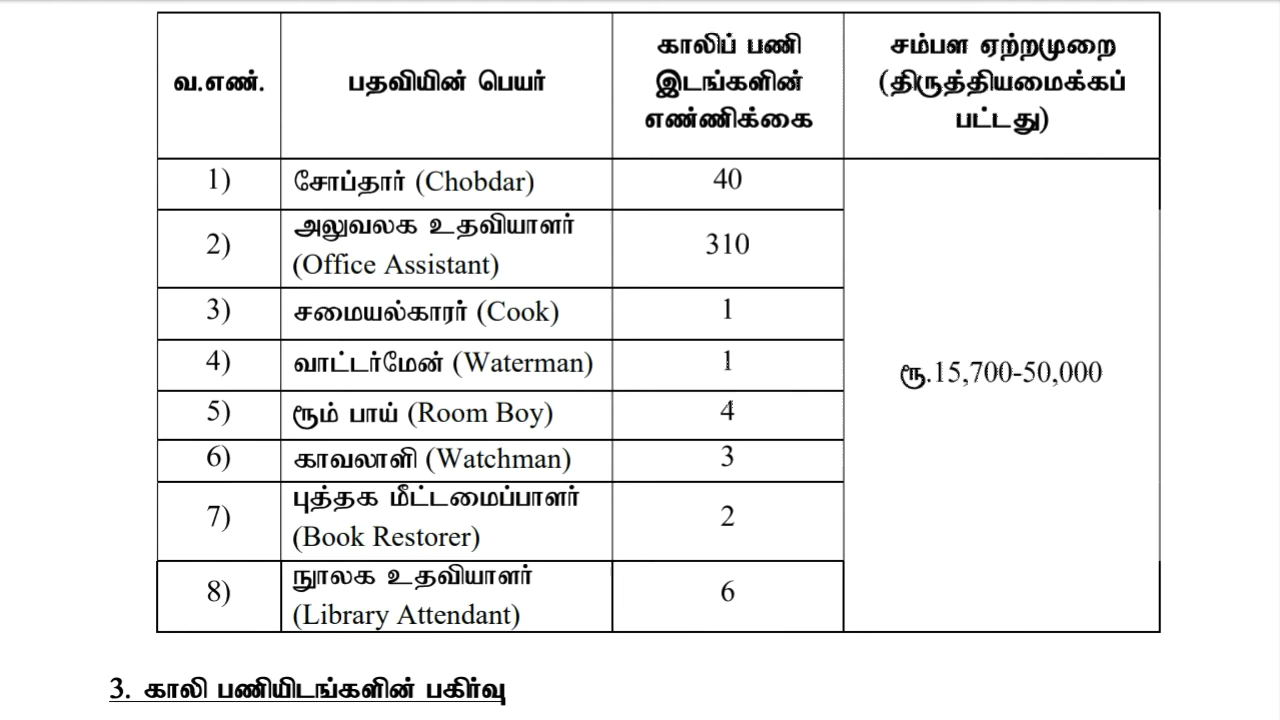 வ.எண்.
பதவியின் பெயர்
காலிப் பணி
இடங்களின்
எண்ணிக்கை
சம்பள ஏற்றமுறை
(திருத்தியமைக்கப்
பட்டது)
1)
சோப்தார் (Chobdar)
40
2)
அலுவலக உதவியாளர்
(Office Assistant)
310
3)
சமையல்காரர் (Cook)
1
4)
வாட்டர்மேன் (Waterman)
1
ரூ.15,700-50,000
5)
ரூம் பாய் (Room Boy)
4
6)
காவலாளி (Watchman)
3
7)
புத்தக மீட்டமைப்பாளர்
(Book Restorer)
2
8)
நூலக உதவியாளர்
(Library Attendant)
6
3. காலி பணியிடங்களின் பகிர்வு